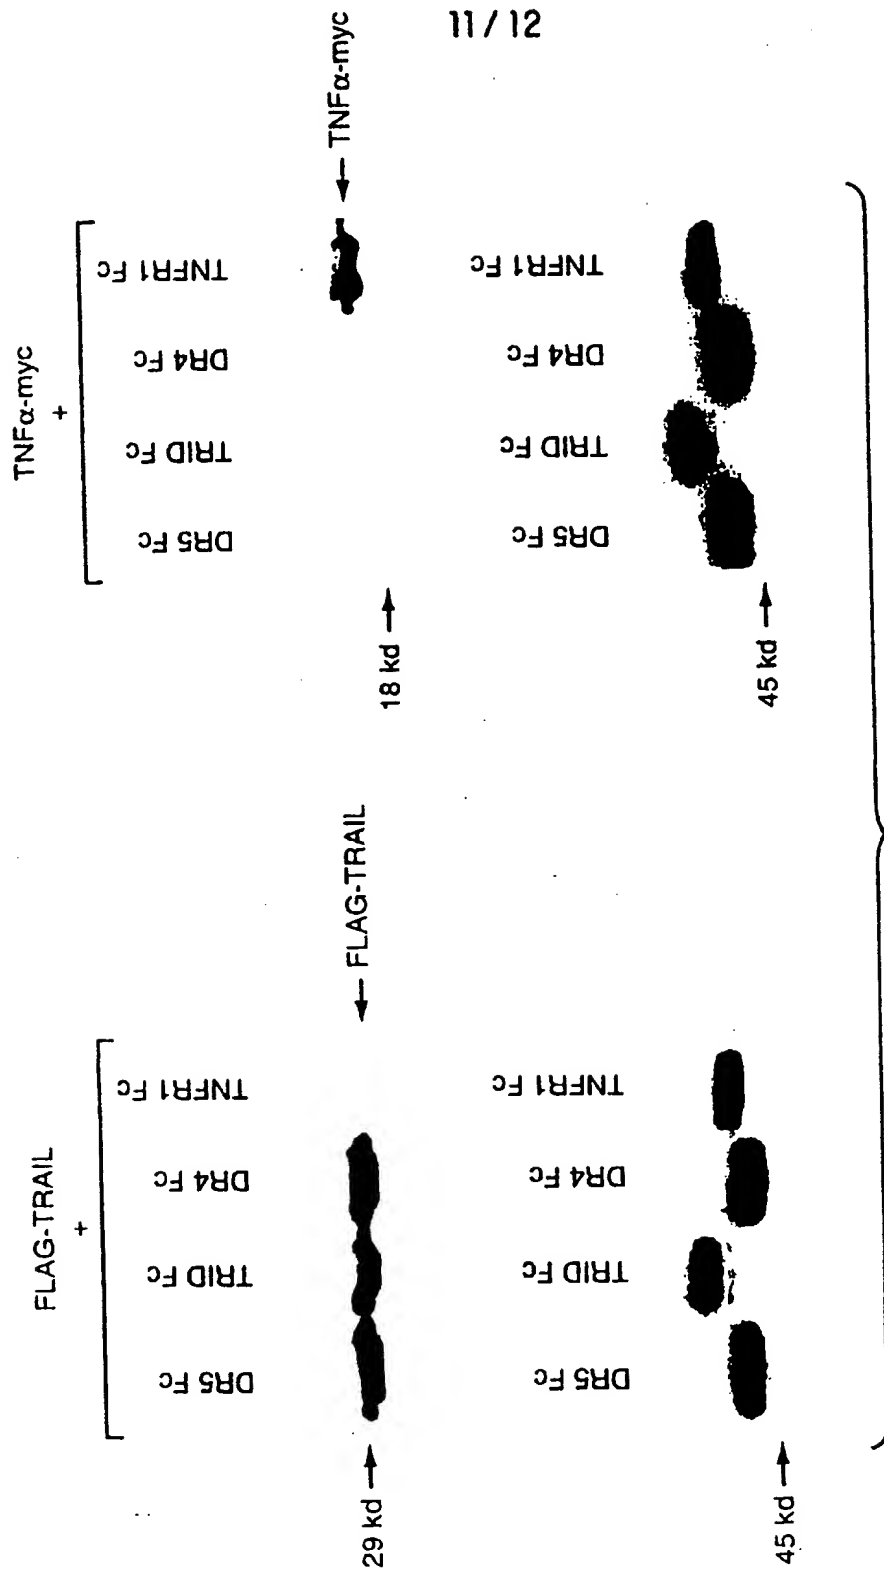 11/12
FLAG-TRAIL
+
DR5 Fc
TRID Fc
DR4 Fc
TNFR1 Fc
29 kd →
← FLAG-TRAIL
DR5 Fc
TRID Fc
DR4 Fc
TNFR1 Fc
45 kd →
TNFα-myc
+
DR5 Fc
TRID Fc
DR4 Fc
TNFR1 Fc
18 kd →
← TNFα-myc
DR5 Fc
TRID Fc
DR4 Fc
TNFR1 Fc
45 kd →